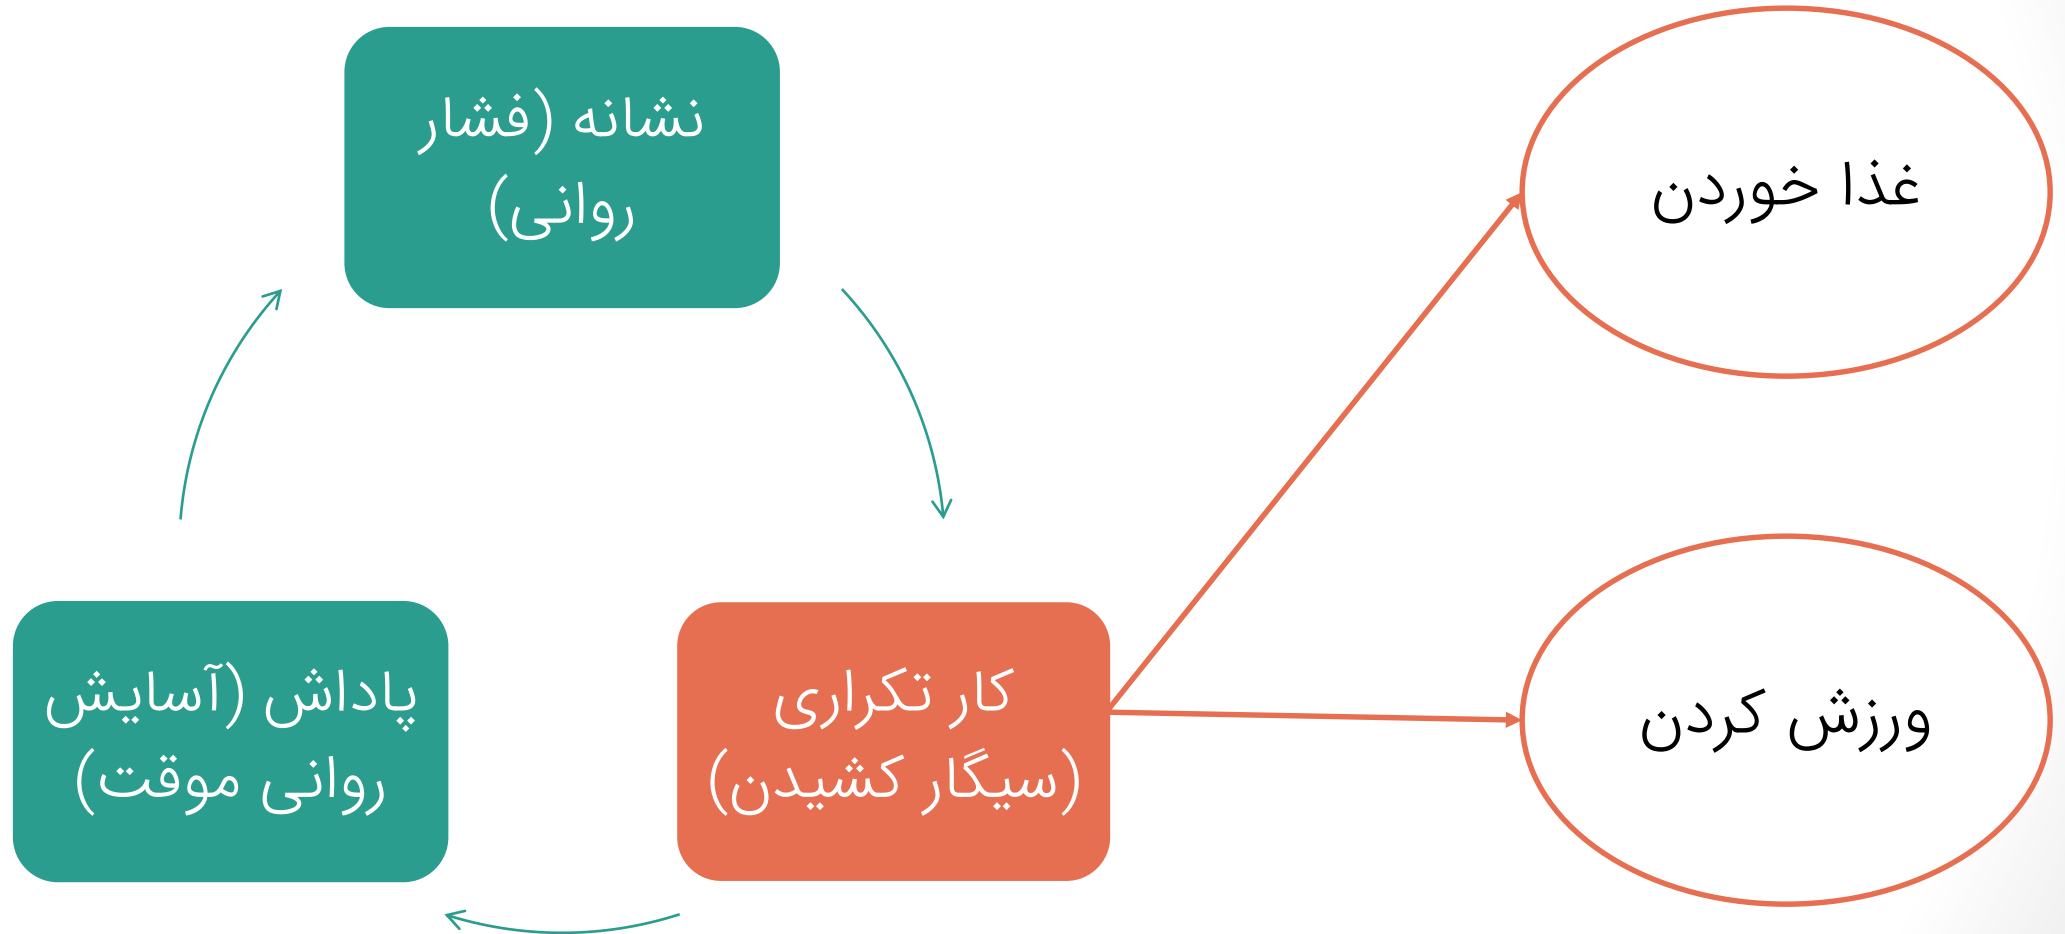 نشانه (فشار
روانی)
کار تکراری
(سیگار کشیدن)
پاداش (آسایش
روانی موقت)
غذا خوردن
ورزش کردن